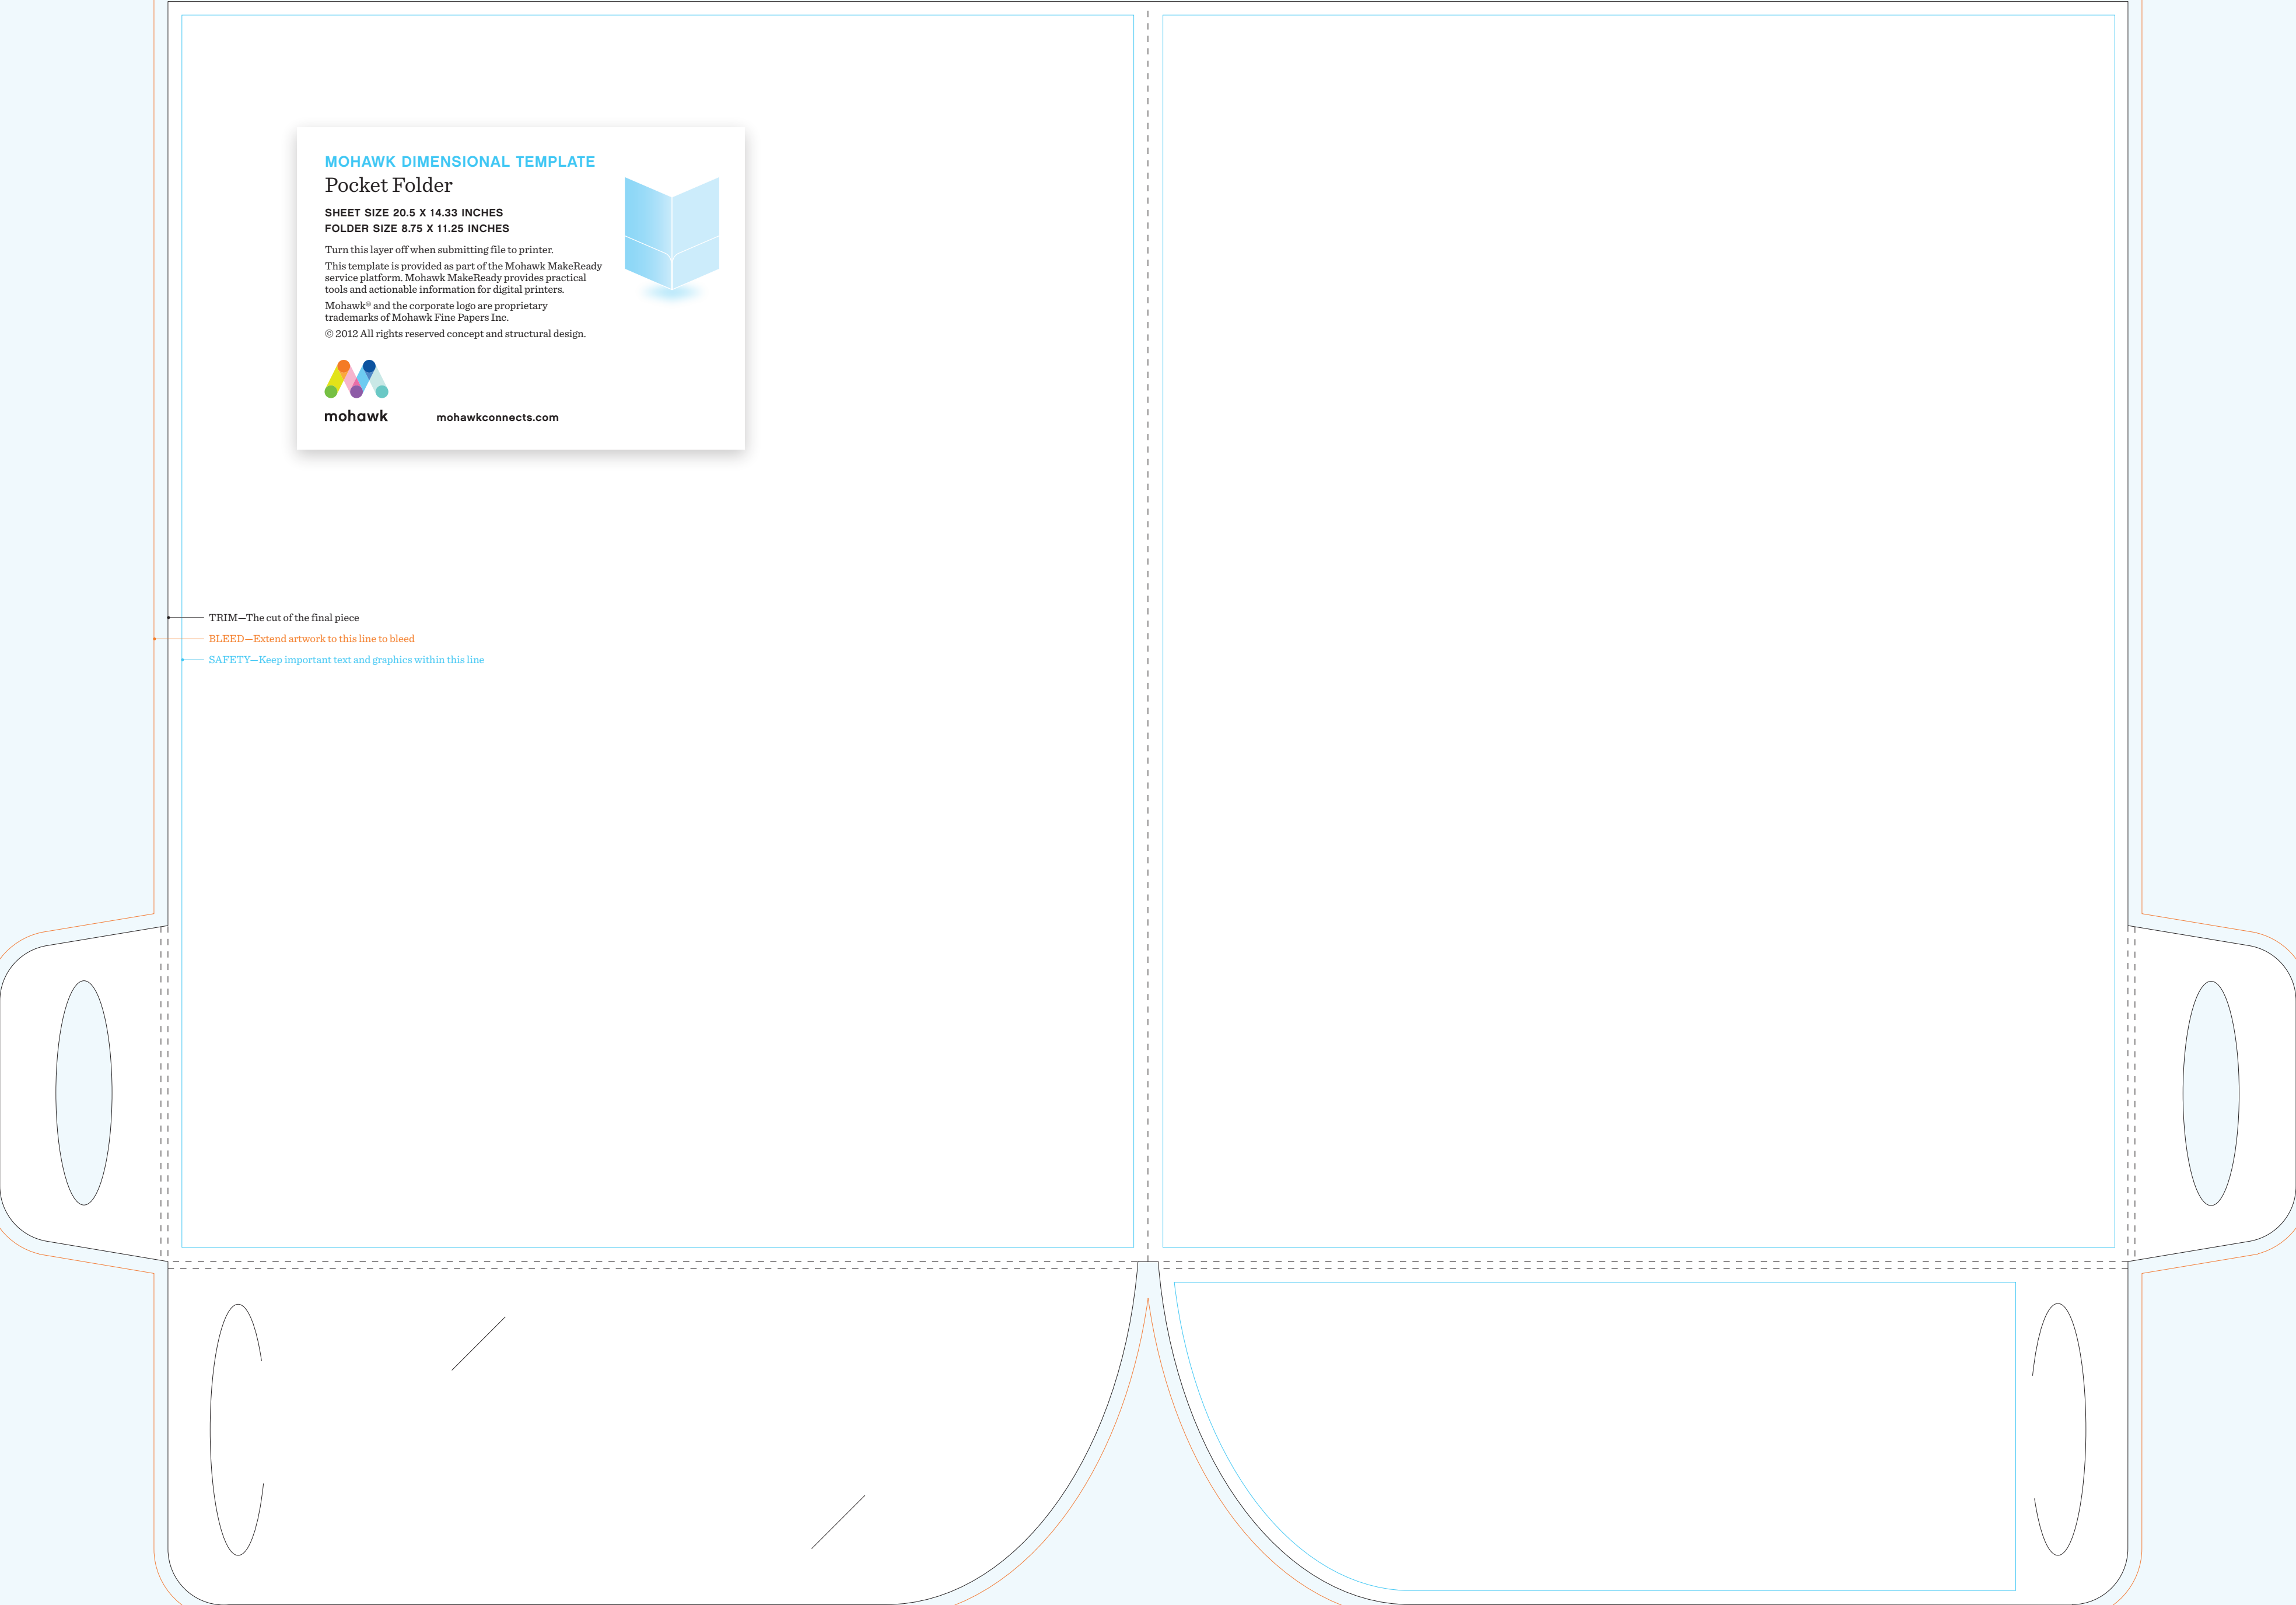 MOHAWK DIMENSIONAL TEMPLATE
Pocket Folder
SHEET SIZE 20.5 X 14.33 INCHES
FOLDER SIZE 8.75 X 11.25 INCHES
Turn this layer off when submitting file to printer.
This template is provided as part of the Mohawk MakeReady
service platform. Mohawk MakeReady provides practical
tools and actionable information for digital printers.
Mohawk® and the corporate logo are proprietary
trademarks of Mohawk Fine Papers Inc.
© 2012 All rights reserved concept and structural design.
mohawk
mohawkconnects.com
TRIM—The cut of the final piece
BLEED—Extend artwork to this line to bleed
SAFETY—Keep important text and graphics within this line